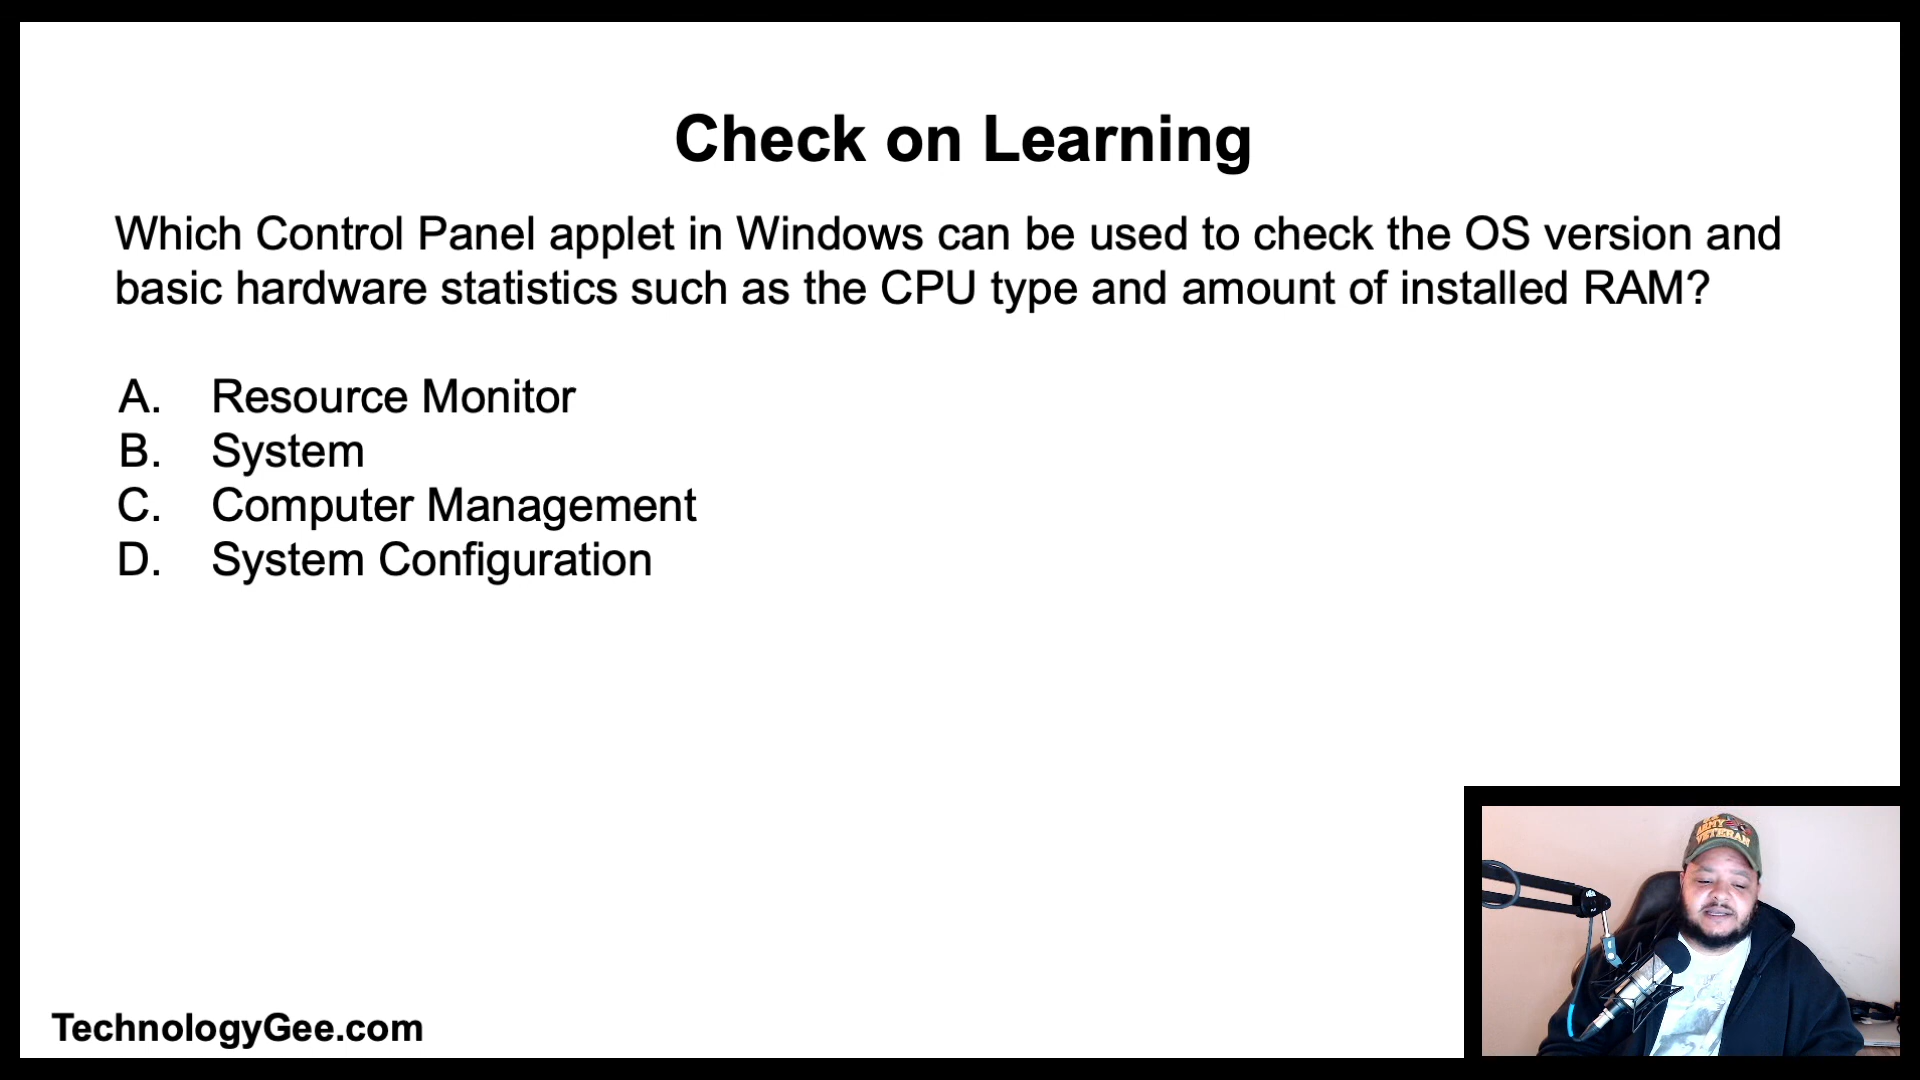 Check on Learning
Which Control Panel applet in Windows can be used to check the OS version and
basic hardware statistics such as the CPU type and amount of installed RAM?
A. Resource Monitor
B. System
C. Computer Management
D. System Configuration
ARMY
VETERAN
TechnologyGee.com